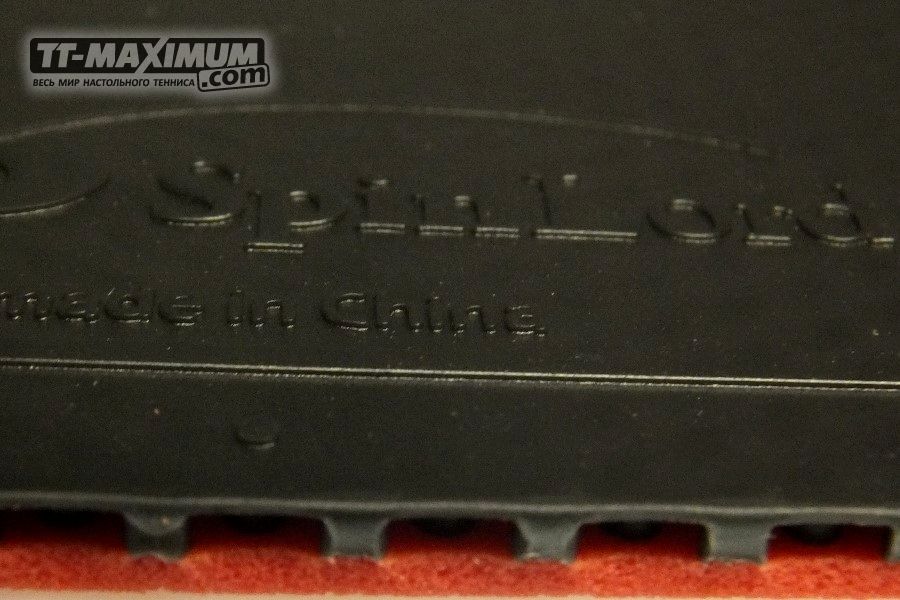 TT-MAXIMUM
.com
ВЕСЬ МИР НАСТОЛЬНОГО ТЕННИСА
SpinLord
made in China